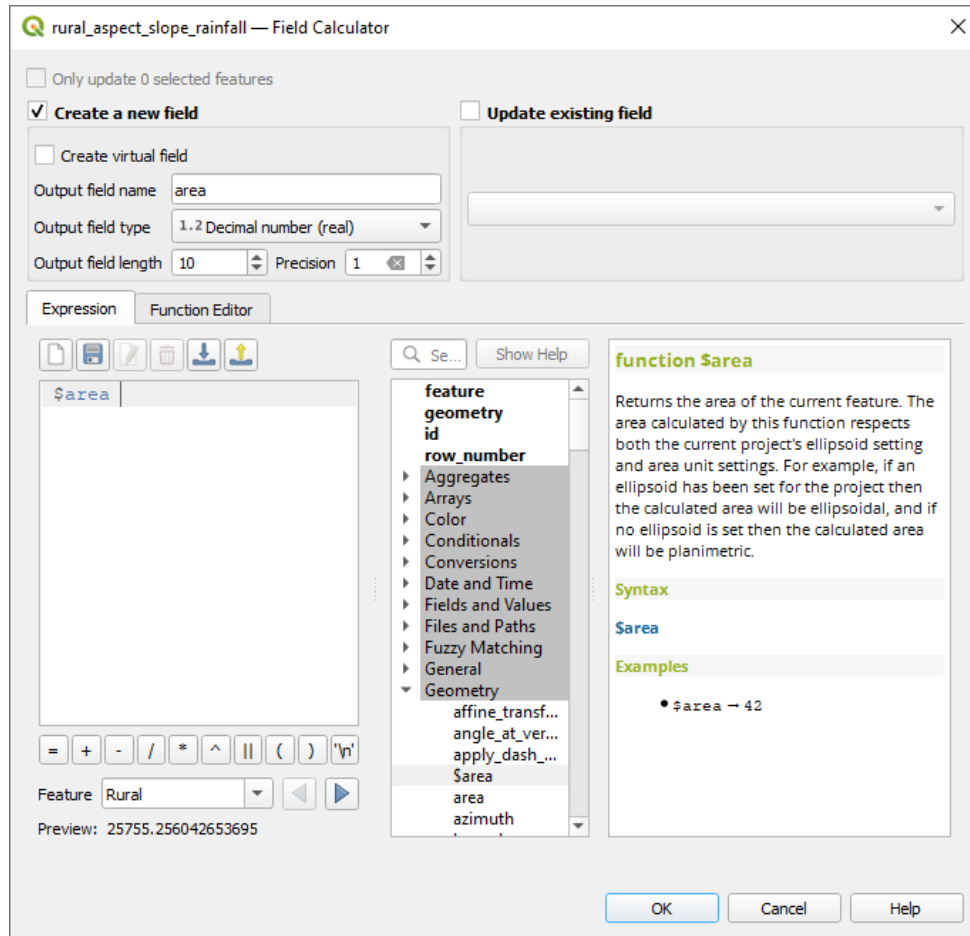 rural_aspect_slope_rainfall — Field Calculator
Only update 0 selected features
Create a new field
Update existing field
Create virtual field
Output field name area
Output field type 1.2 Decimal number (real)
Output field length 10 Precision 1
Expression
Function Editor
Se...
Show Help
$area
feature
geometry
id
row_number
Aggregates
Arrays
Color
Conditionals
Conversions
Date and Time
Fields and Values
Files and Paths
Fuzzy Matching
General
Geometry
affine_transf...
angle_at_ver...
apply_dash_...
$area
area
azimuth
function $area
Returns the area of the current feature. The
area calculated by this function respects
both the current project's ellipsoid setting
and area unit settings. For example, if an
ellipsoid has been set for the project then
the calculated area will be ellipsoidal, and if
no ellipsoid is set then the calculated area
will be planimetric.
Syntax
$area
Examples
• $area → 42
= + - / * ^ || ( ) '\n'
Feature Rural
Preview: 25755.256042653695
OK
Cancel
Help